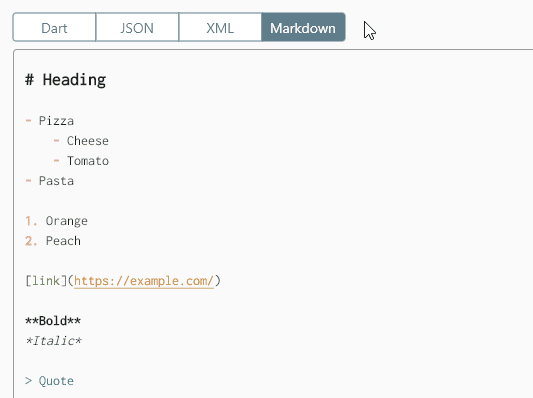 Dart JSON XML Markdown
# Heading
- Pizza
    - Cheese
    - Tomato
- Pasta
1. Orange
2. Peach
[link](https://example.com/)
**Bold**
*Italic*
> Quote